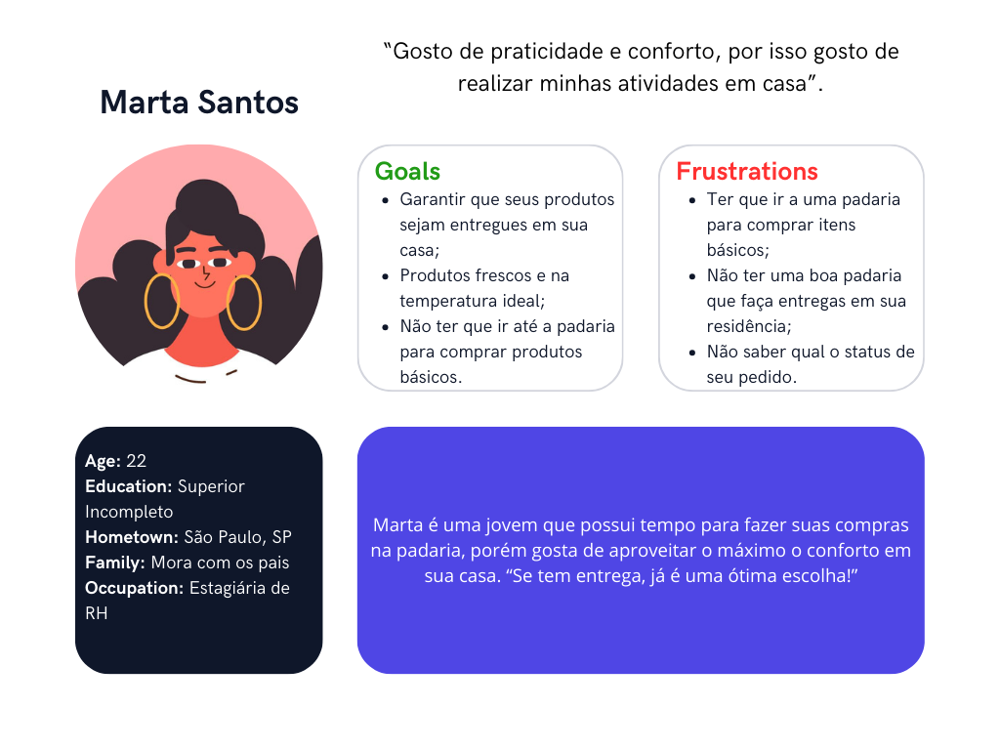 “Gosto de praticidade e conforto, por isso gosto de
realizar minhas atividades em casa”.
Marta Santos
Goals
• Garantir que seus produtos
sejam entregues em sua
casa;
• Produtos frescos e na
temperatura ideal;
• Não ter que ir até a padaria
para comprar produtos
básicos.
Frustrations
• Ter que ir a uma padaria
para comprar itens
básicos;
• Não ter uma boa padaria
que faça entregas em sua
residência;
• Não saber qual o status de
seu pedido.
Age: 22
Education: Superior
Incompleto
Hometown: São Paulo, SP
Family: Mora com os pais
Occupation: Estagiária de
RH
Marta é uma jovem que possui tempo para fazer suas compras
na padaria, porém gosta de aproveitar o máximo o conforto em
sua casa. “Se tem entrega, já é uma ótima escolha!”